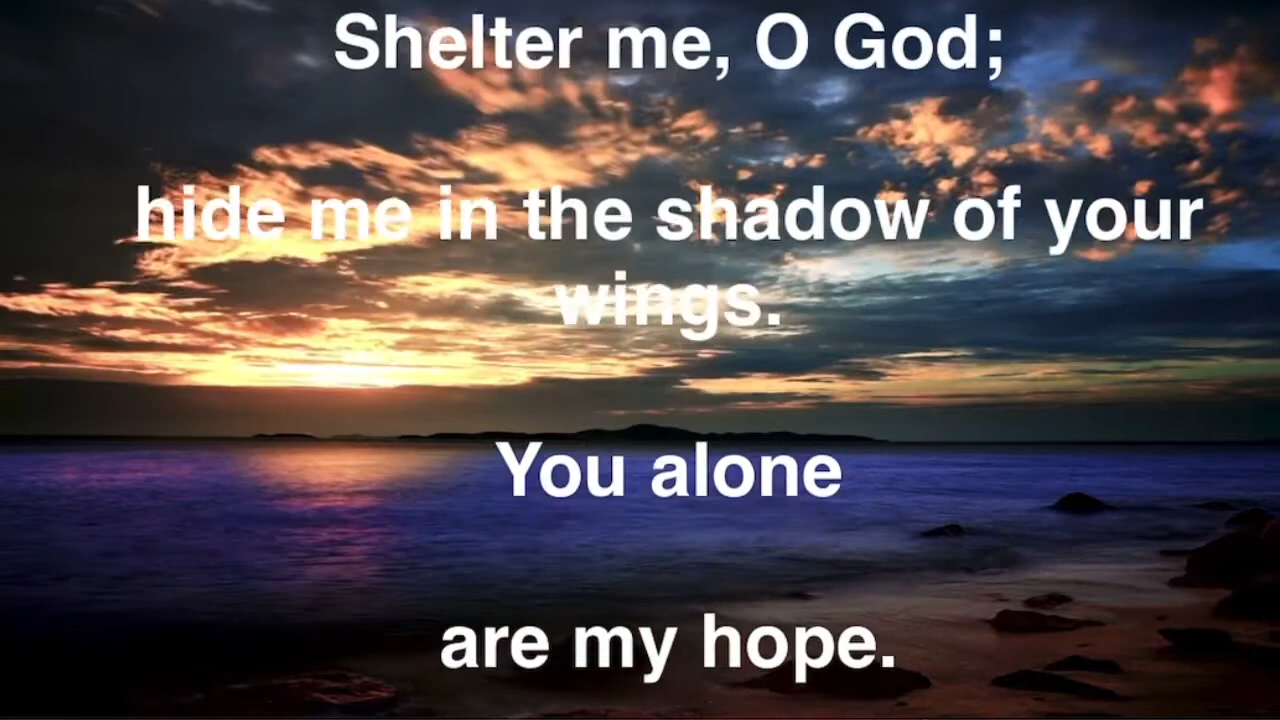 Shelter me, O God;
hide me in the shadow of your
wings.
You alone
are my hope.